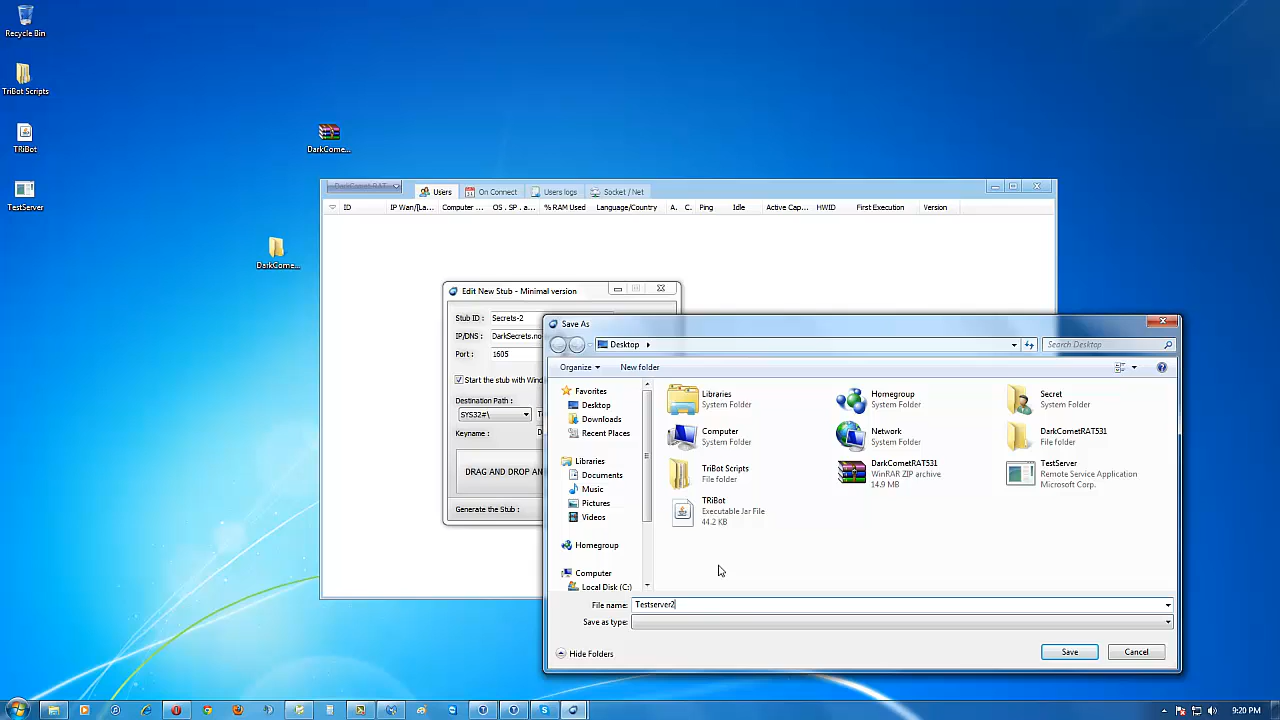 Recycle Bin
TriBot Scripts
TRiBot
TestServer
DarkCome...
DarkCome...
DarkComet-RAT
Users
On Connect
Users logs
Socket / Net
ID
IP Wan/[La...
Computer ...
OS . SP . a...
% RAM Used
Language/Country
A.
C.
Ping
Idle
Active Cap...
HWID
First Execution
Version
Edit New Stub - Minimal version
Stub ID :
Secrets-2
IP/DNS :
DarkSecrets.no
Port :
1605
Start the stub with Wind
Destination Path :
SYS32#\
Keyname :
DRAG AND DROP AN
Generate the Stub :
Save As
Desktop
Search Desktop
Organize
New folder
Favorites
Desktop
Downloads
Recent Places
Libraries
Documents
Music
Pictures
Videos
Homegroup
Computer
Local Disk (C:)
Libraries
System Folder
Homegroup
System Folder
Secret
System Folder
Computer
System Folder
Network
System Folder
DarkCometRAT531
File folder
TriBot Scripts
File folder
DarkCometRAT531
WinRAR ZIP archive
14.9 MB
TestServer
Remote Service Application
Microsoft Corp.
TRiBot
Executable Jar File
44.2 KB
File name:
Testserver2
Save as type:
Hide Folders
Save
Cancel
9:20 PM